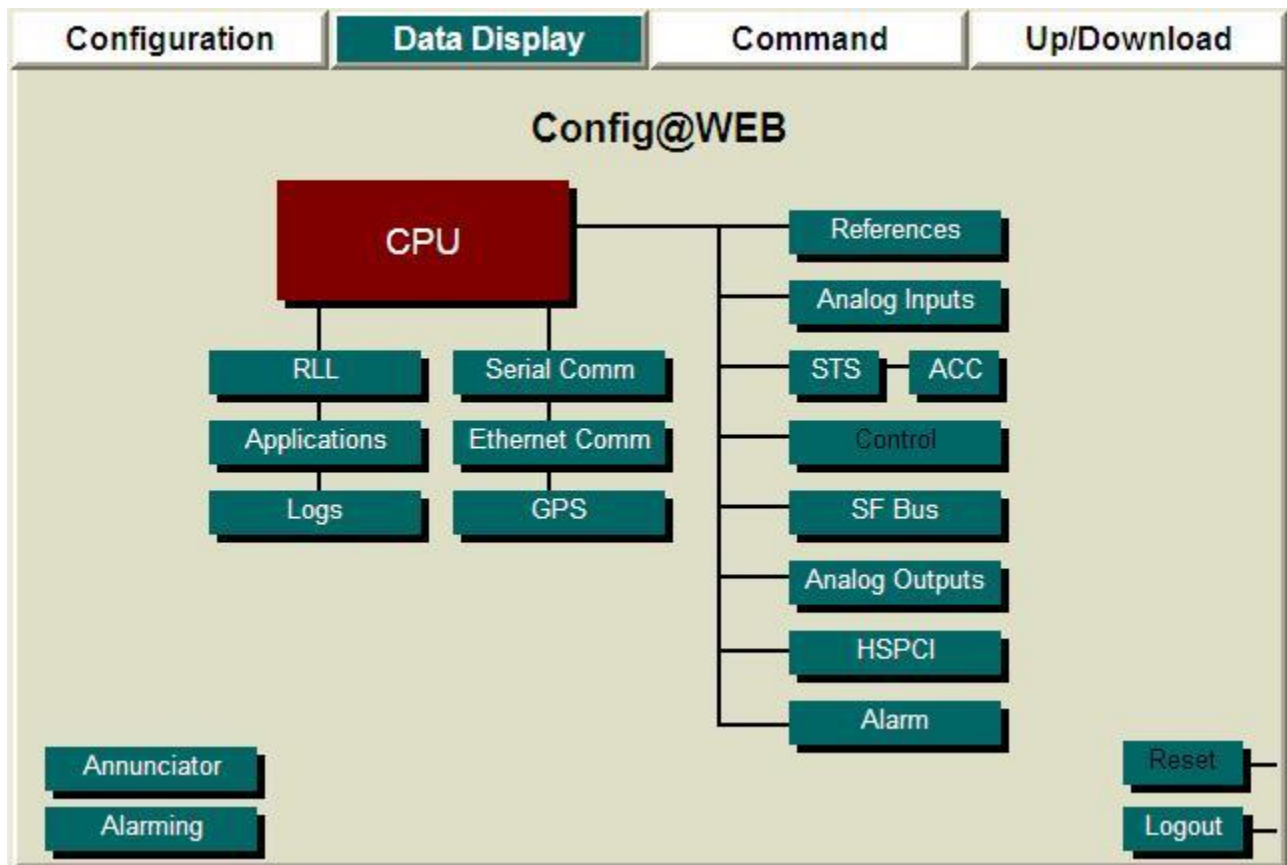 Configuration
Data Display
Command
Up/Download
Config@WEB
CPU
RLL
Applications
Logs
Serial Comm
Ethernet Comm
GPS
References
Analog Inputs
STS
ACC
Control
SF Bus
Analog Outputs
HSPCI
Alarm
Annunciator
Alarming
Reset
Logout